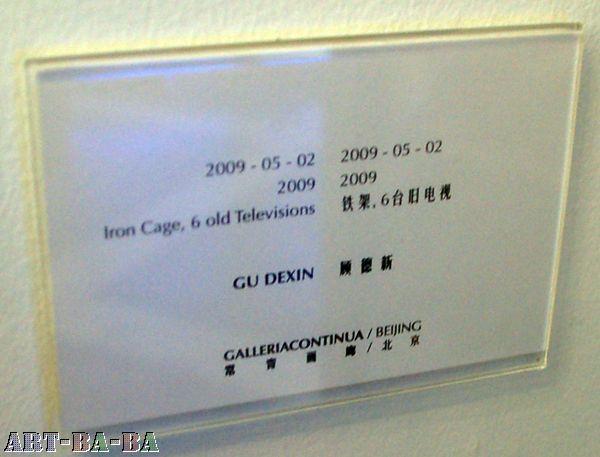 2009 - 05 - 02 2009 - 05 - 02
2009 2009
Iron Cage, 6 old Televisions 铁架, 6台旧电视
GU DEXIN 顾德新
GALLERIACONTINUA / BEIJING
常青画廊 / 北京
ART-BA-BA